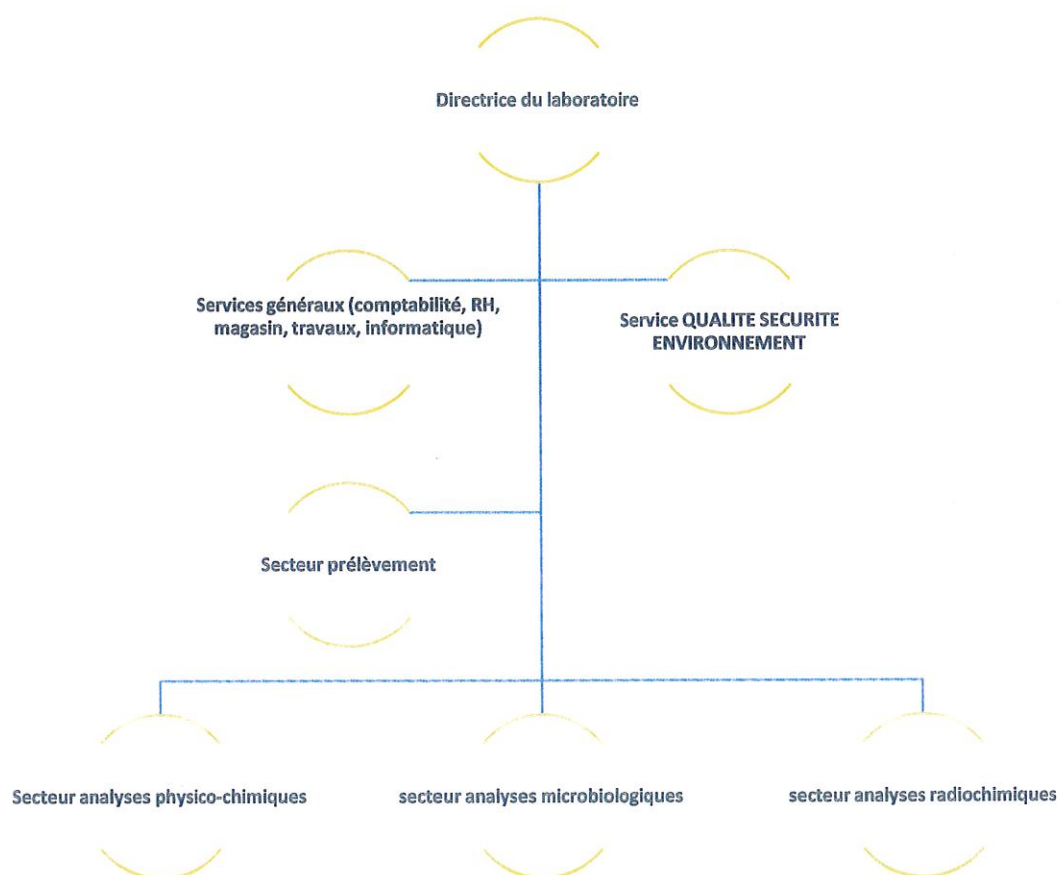 Directrice du laboratoire
Services généraux (comptabilité, RH,
magasin, travaux, informatique)
Service QUALITE SECURITE
ENVIRONNEMENT
Secteur prélèvement
Secteur analyses physico-chimiques
secteur analyses microbiologiques
secteur analyses radiochimiques